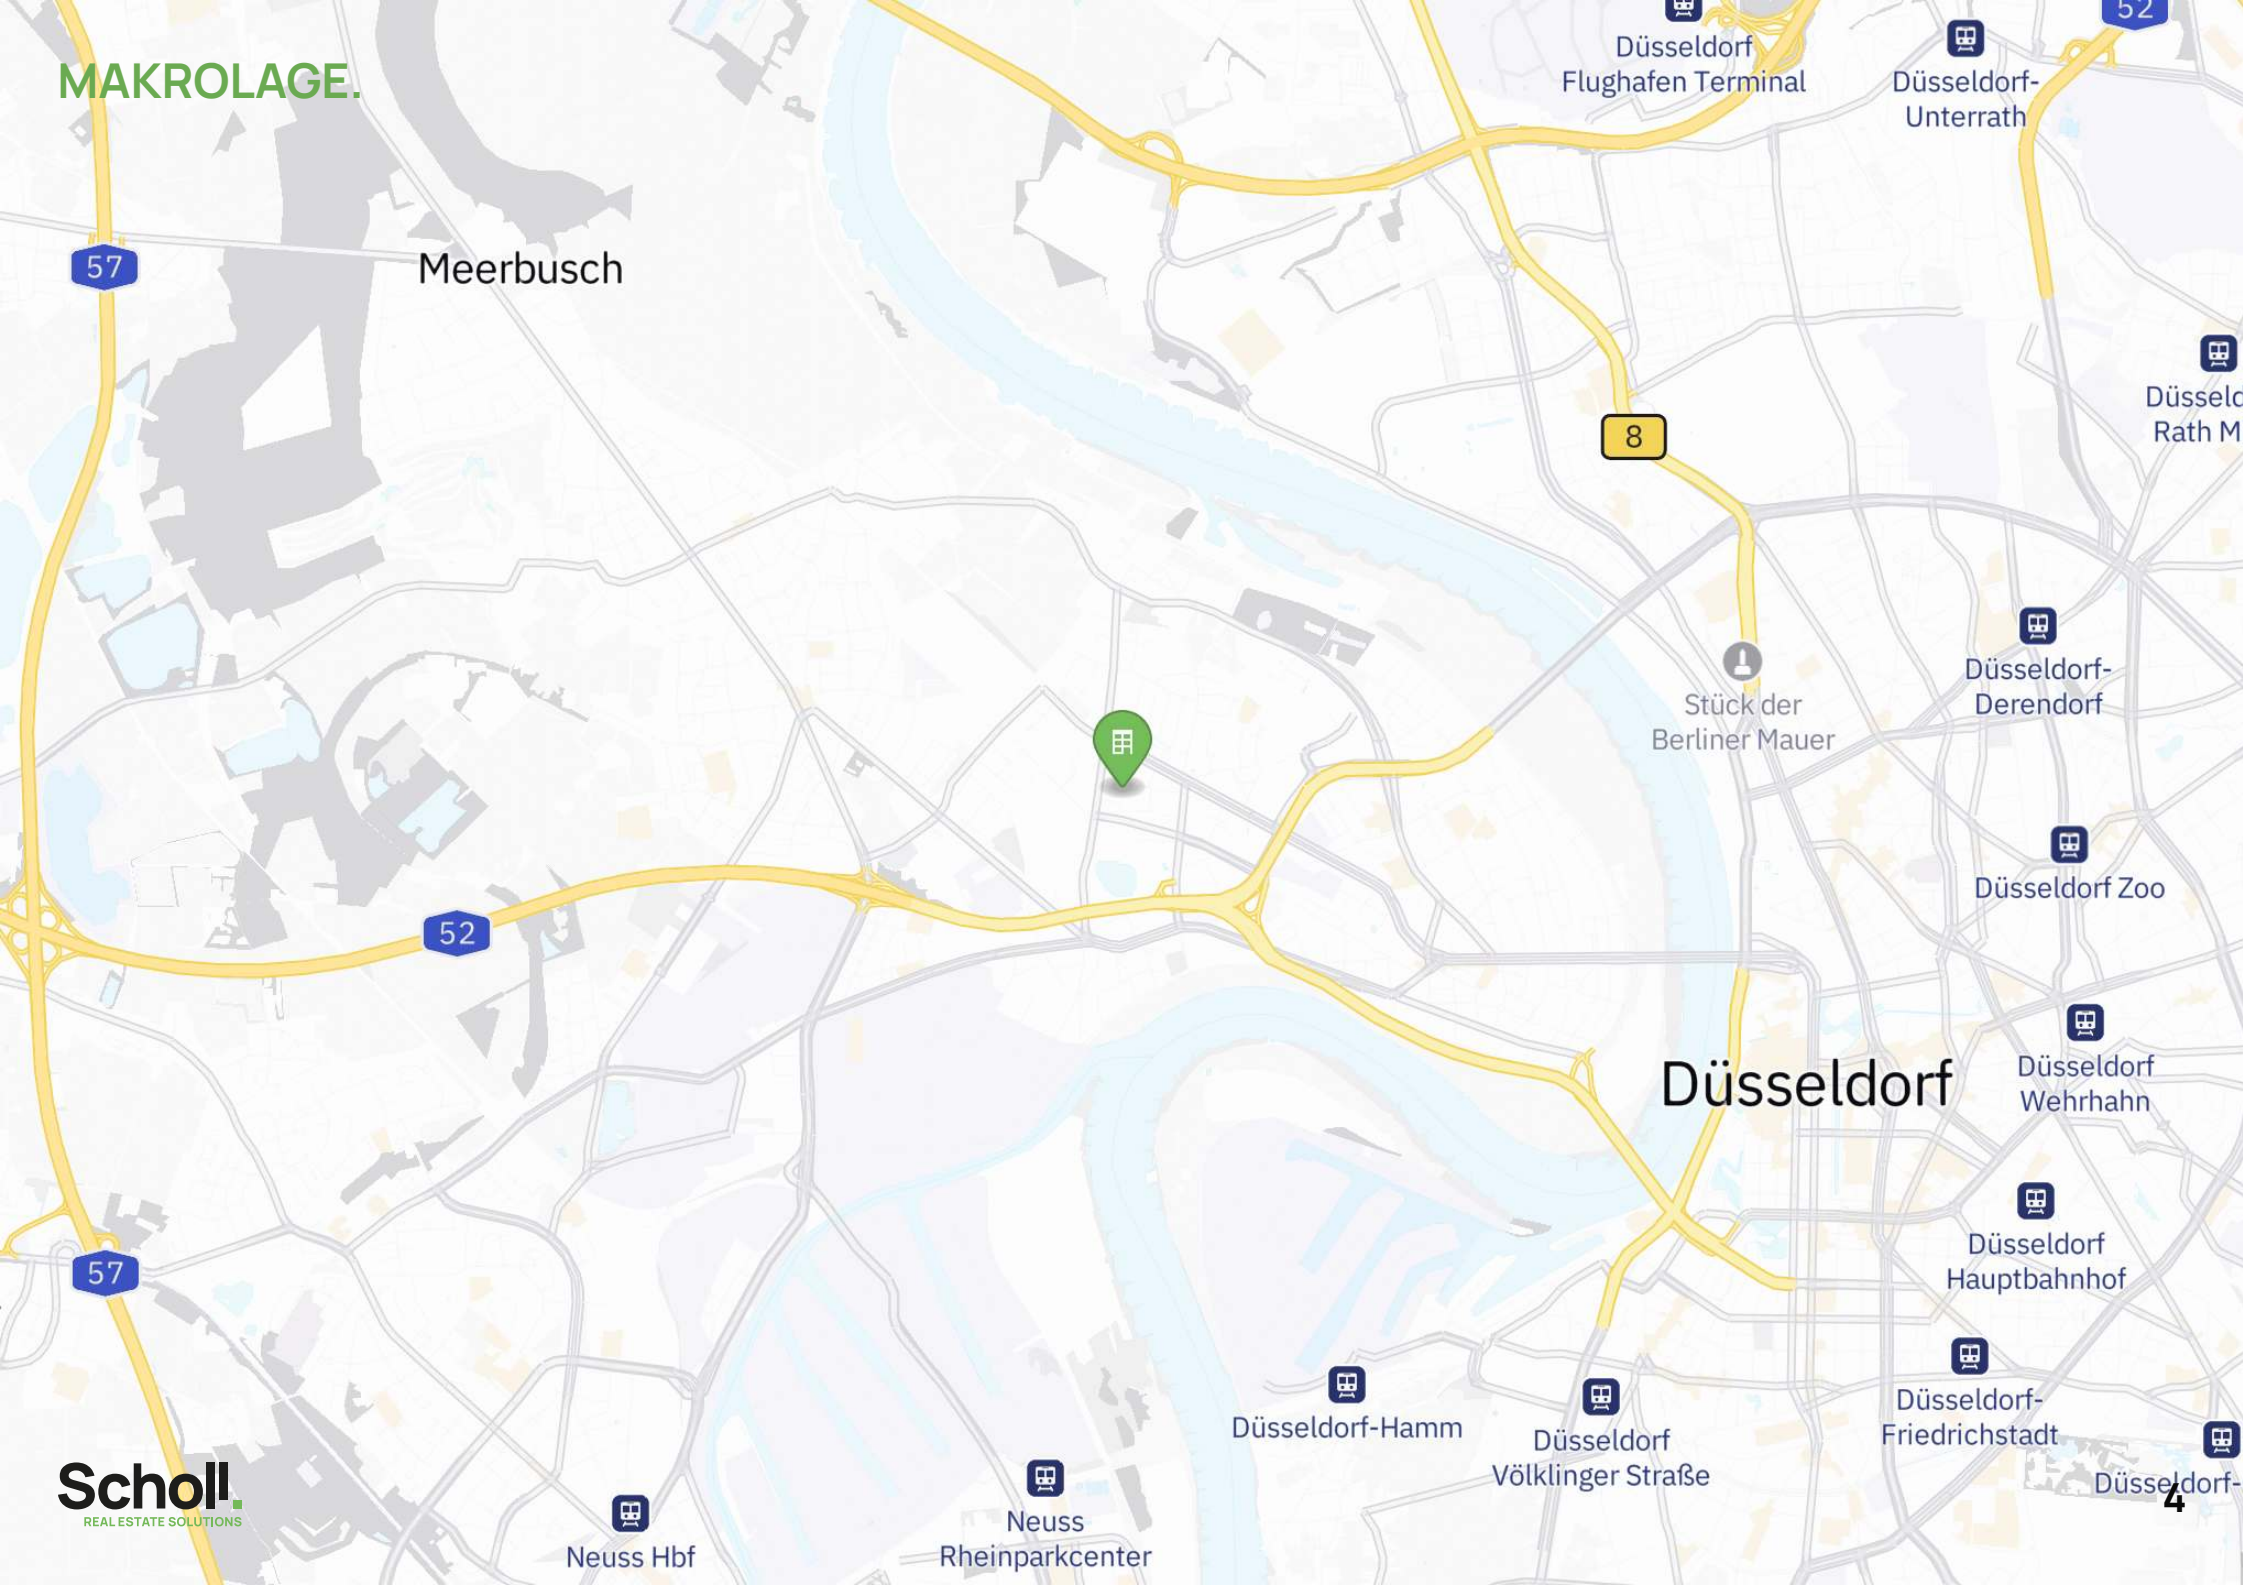 MAKROLAGE.
52
Düsseldorf
Flughafen Terminal
Düsseldorf-
Unterrath
57
Meerbusch
8
Rath M
Düsseldorf-
Derendorf
Stück der
Berliner Mauer
Düsseldorf Zoo
52
Düsseldorf
Wehrhahn
Düsseldorf
Düsseldorf
Hauptbahnhof
57
Düsseldorf-
Friedrichstadt
Düsseldorf-Hamm
Düsseldorf
Völklinger Straße
Düsseldorf-
4
Scholl.
REAL ESTATE SOLUTIONS
Neuss Hbf
Neuss
Rheinparkcenter